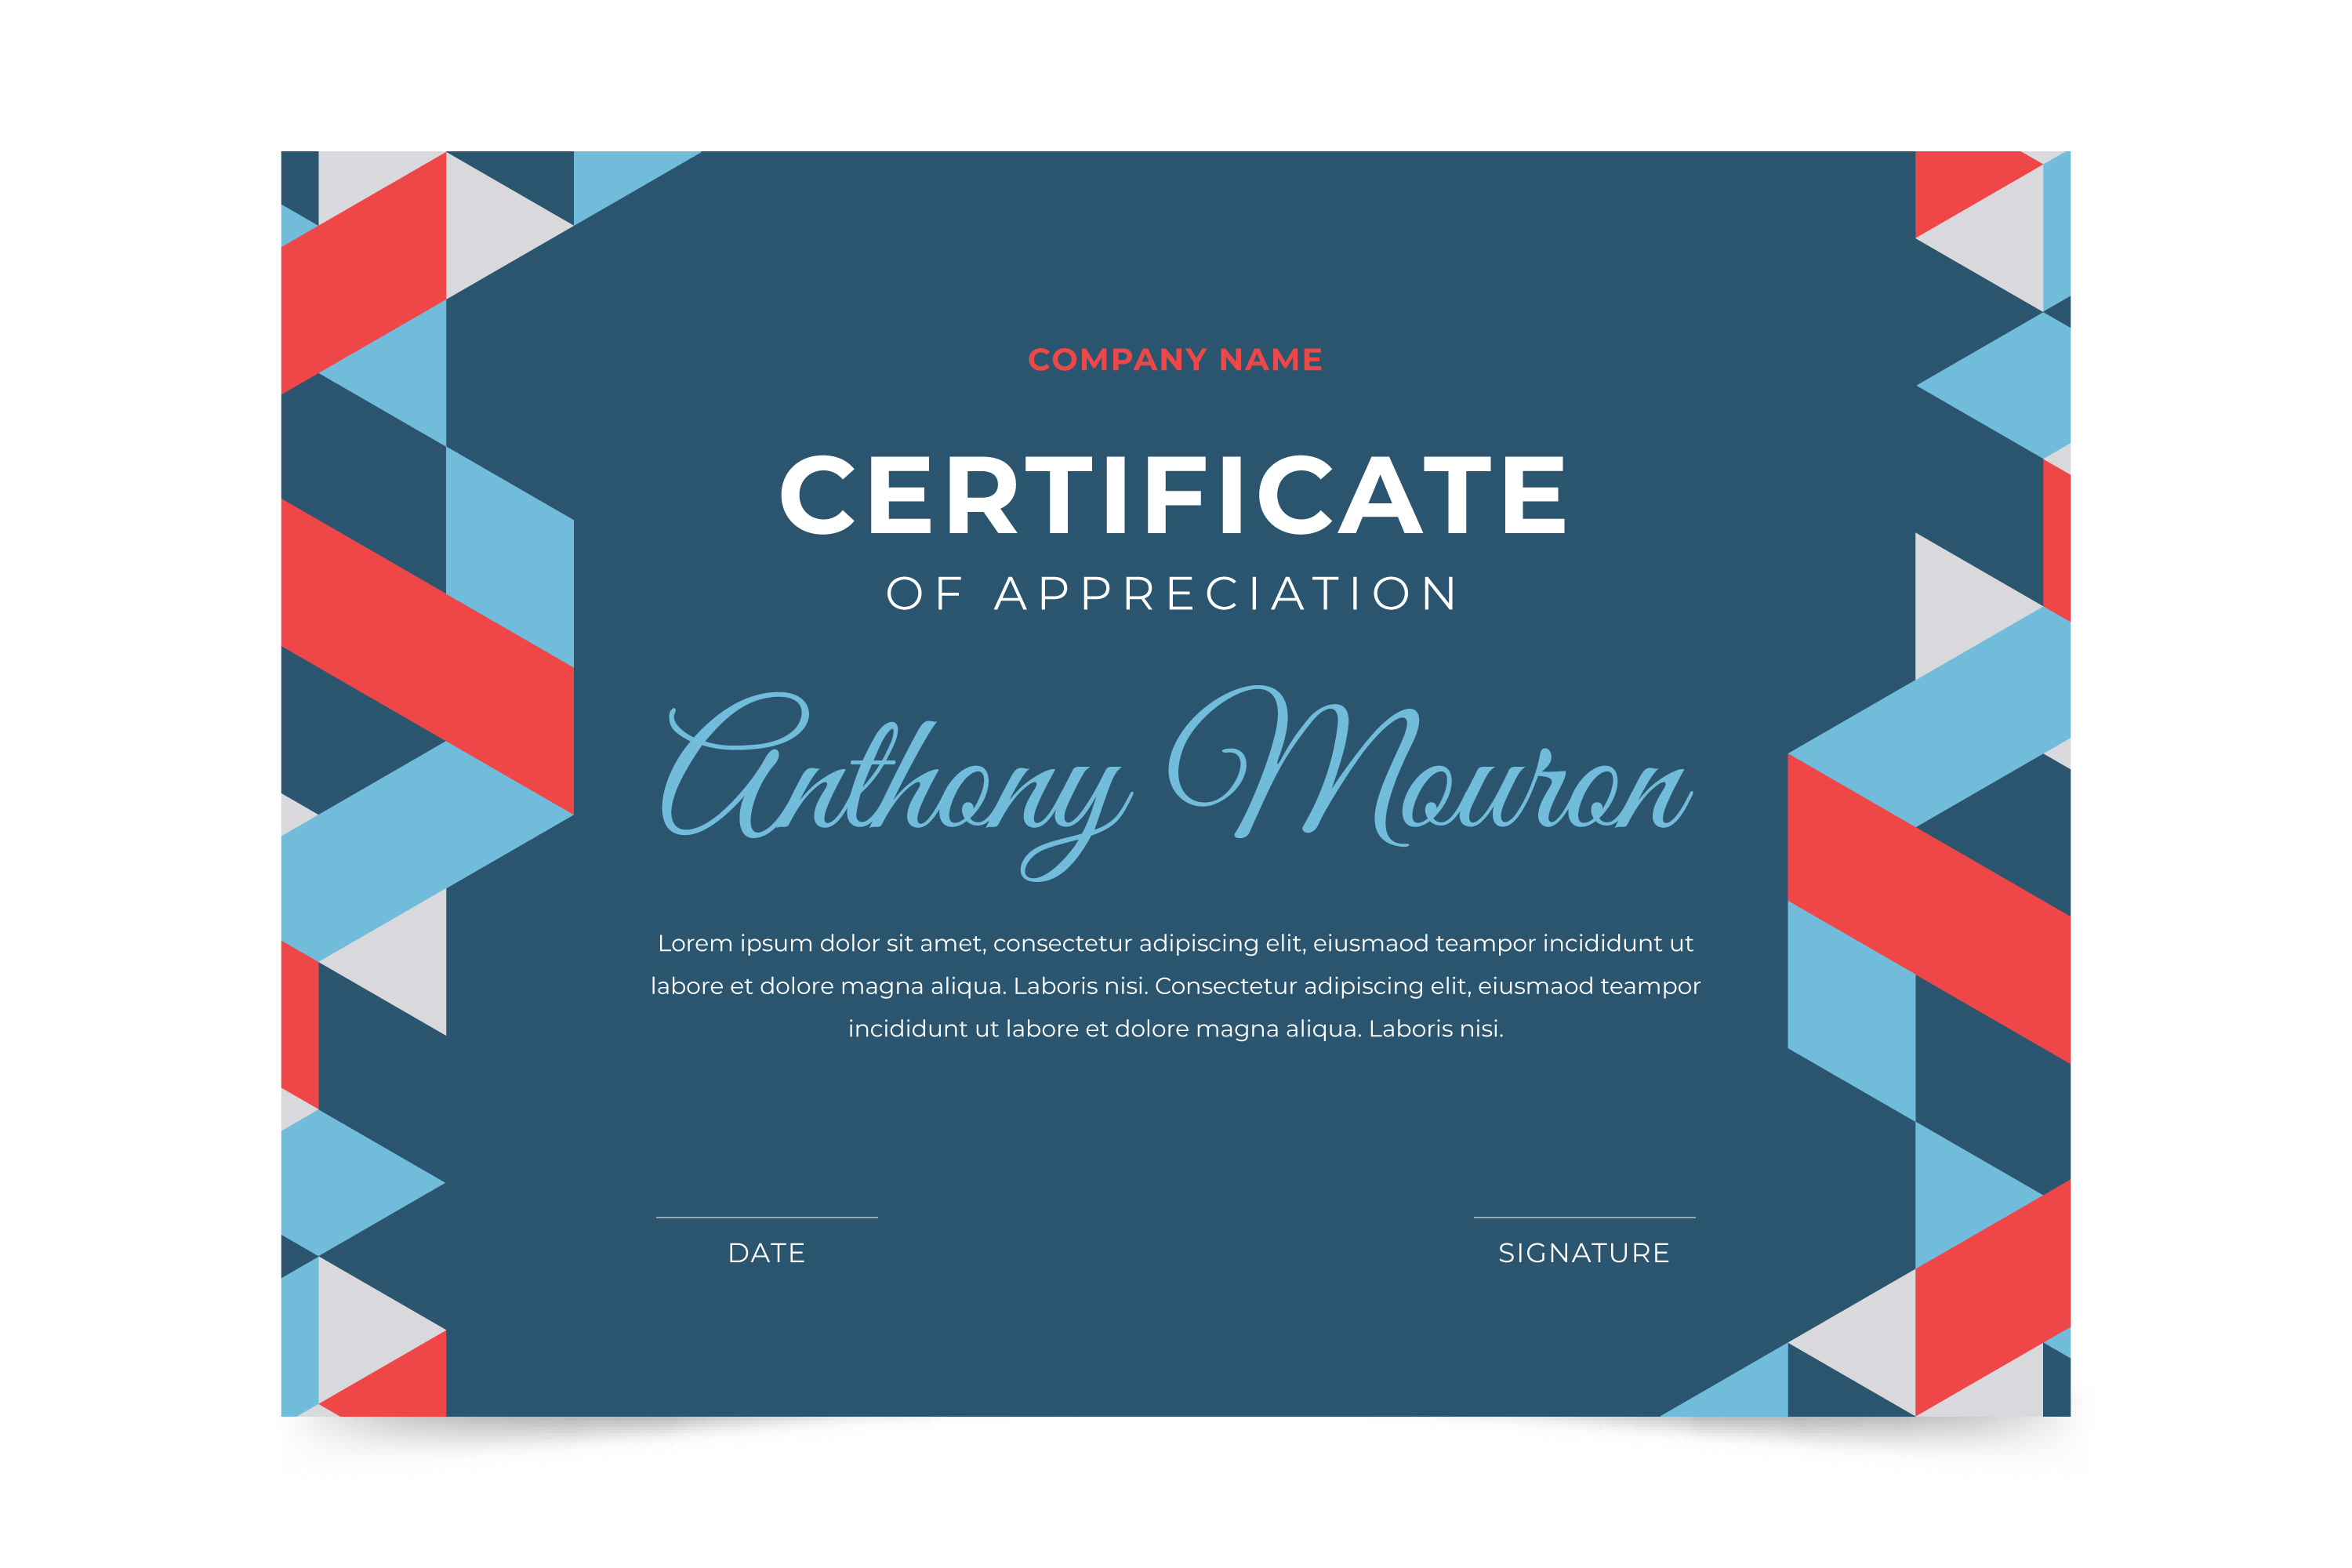 COMPANY NAME
CERTIFICATE
OF APPRECIATION
Anthony Mouron
Lorem ipsum dolor sit amet, consectetur adipiscing elit, eiusmaod teampor incididunt ut
labore et dolore magna aliqua. Laboris nisi. Consectetur adipiscing elit, eiusmaod teampor
incididunt ut labore et dolore magna aliqua. Laboris nisi.
DATE
SIGNATURE